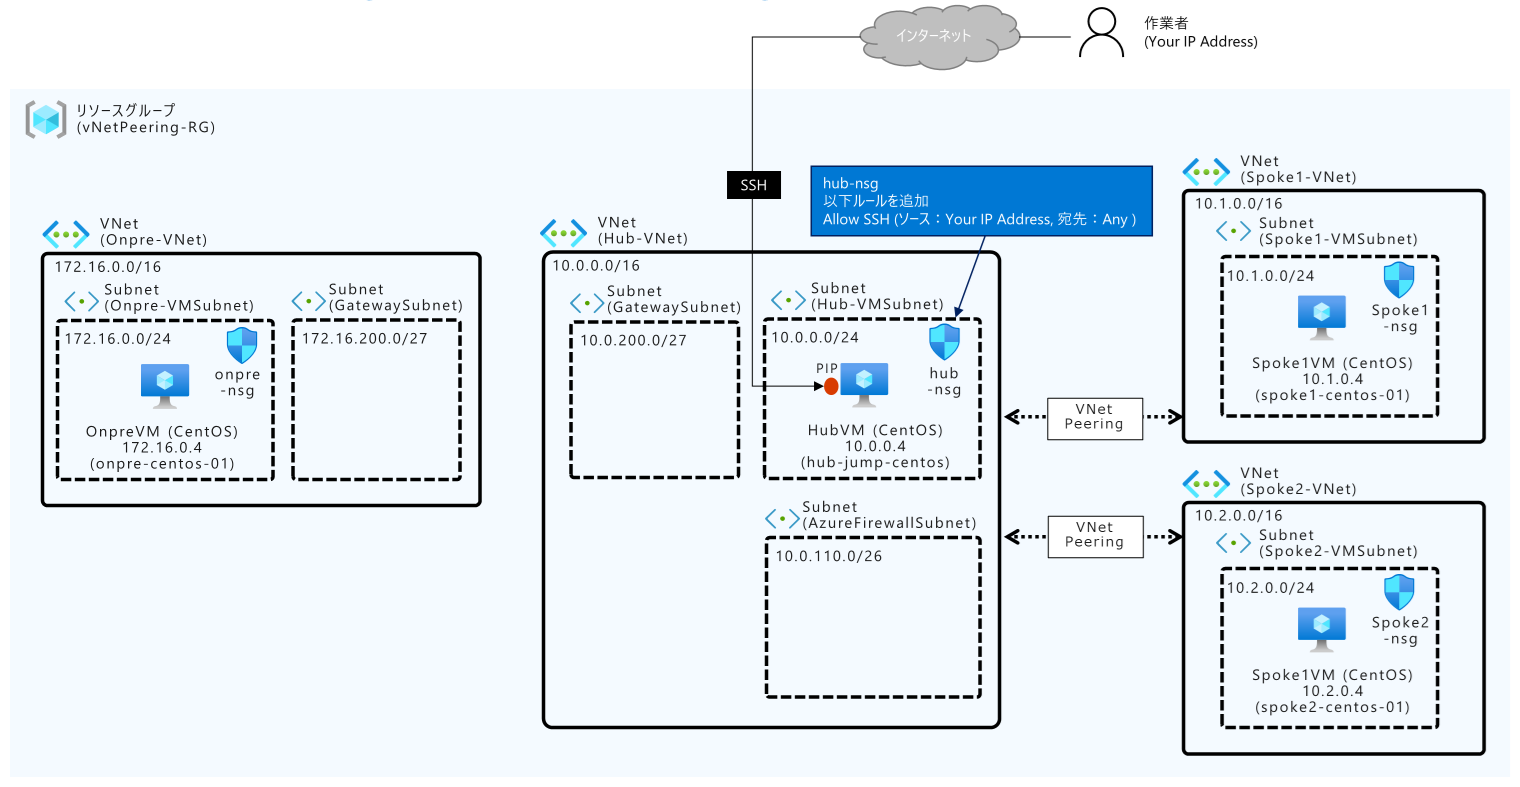 インターネット
作業者
(Your IP Address)
リソースグループ
(vNetPeering-RG)
SSH
hub-nsg
以下ルールを追加
Allow SSH (ソース：Your IP Address, 宛先：Any )
VNet
(Onpre-VNet)
172.16.0.0/16
Subnet
(Onpre-VMSubnet)
172.16.0.0/24
onpre
-nsg
OnpreVM (CentOS)
172.16.0.4
(onpre-centos-01)
Subnet
(GatewaySubnet)
172.16.200.0/27
VNet
(Hub-VNet)
10.0.0.0/16
Subnet
(GatewaySubnet)
10.0.200.0/27
Subnet
(Hub-VMSubnet)
10.0.0.0/24
PIP
hub
-nsg
HubVM (CentOS)
10.0.0.4
(hub-jump-centos)
Subnet
(AzureFirewallSubnet)
10.0.110.0/26
VNet
Peering
VNet
Peering
VNet
(Spoke1-VNet)
10.1.0.0/16
Subnet
(Spoke1-VMSubnet)
10.1.0.0/24
Spoke1
-nsg
Spoke1VM (CentOS)
10.1.0.4
(spoke1-centos-01)
VNet
(Spoke2-VNet)
10.2.0.0/16
Subnet
(Spoke2-VMSubnet)
10.2.0.0/24
Spoke2
-nsg
Spoke1VM (CentOS)
10.2.0.4
(spoke2-centos-01)